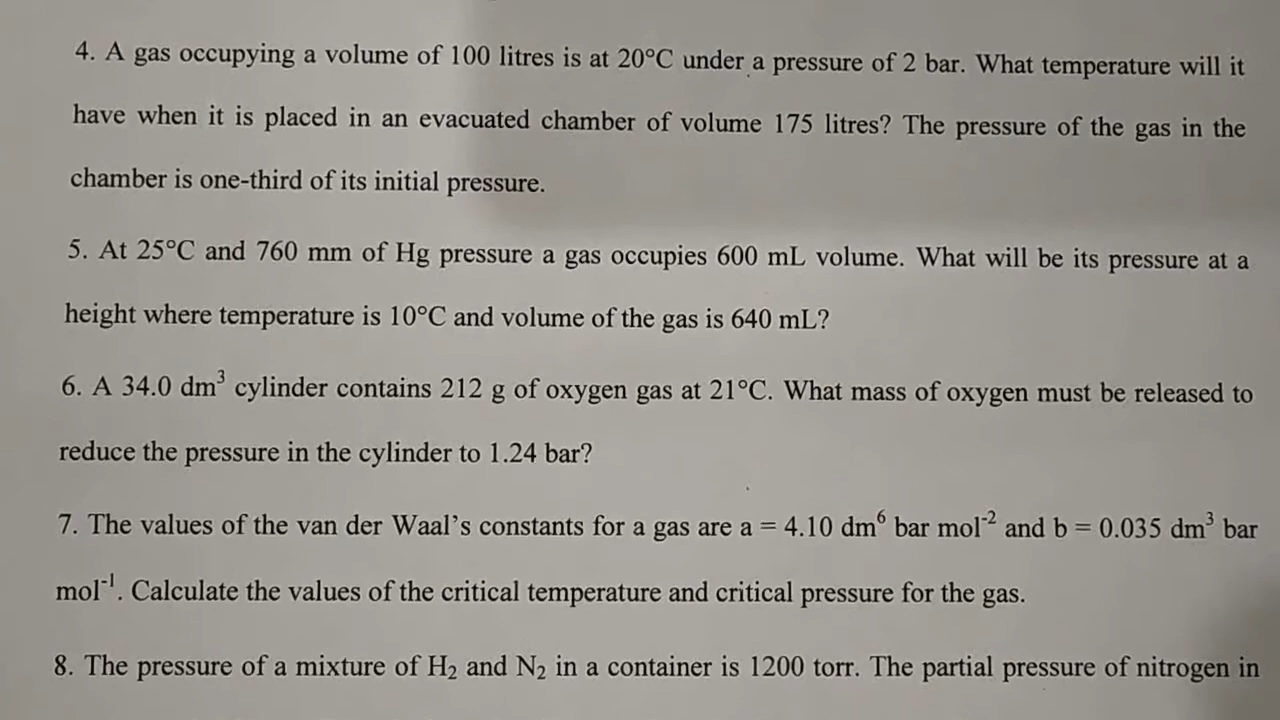 4. A gas occupying a volume of 100 litres is at 20°C under a pressure of 2 bar. What temperature will it
have when it is placed in an evacuated chamber of volume 175 litres? The pressure of the gas in the
chamber is one-third of its initial pressure.
5. At 25°C and 760 mm of Hg pressure a gas occupies 600 mL volume. What will be its pressure at a
height where temperature is 10°C and volume of the gas is 640 mL?
6. A 34.0 dm³ cylinder contains 212 g of oxygen gas at 21°C. What mass of oxygen must be released to
reduce the pressure in the cylinder to 1.24 bar?
7. The values of the van der Waal's constants for a gas are a = 4.10 dm⁶ bar mol⁻² and b = 0.035 dm³ bar
mol⁻¹. Calculate the values of the critical temperature and critical pressure for the gas.
8. The pressure of a mixture of H₂ and N₂ in a container is 1200 torr. The partial pressure of nitrogen in